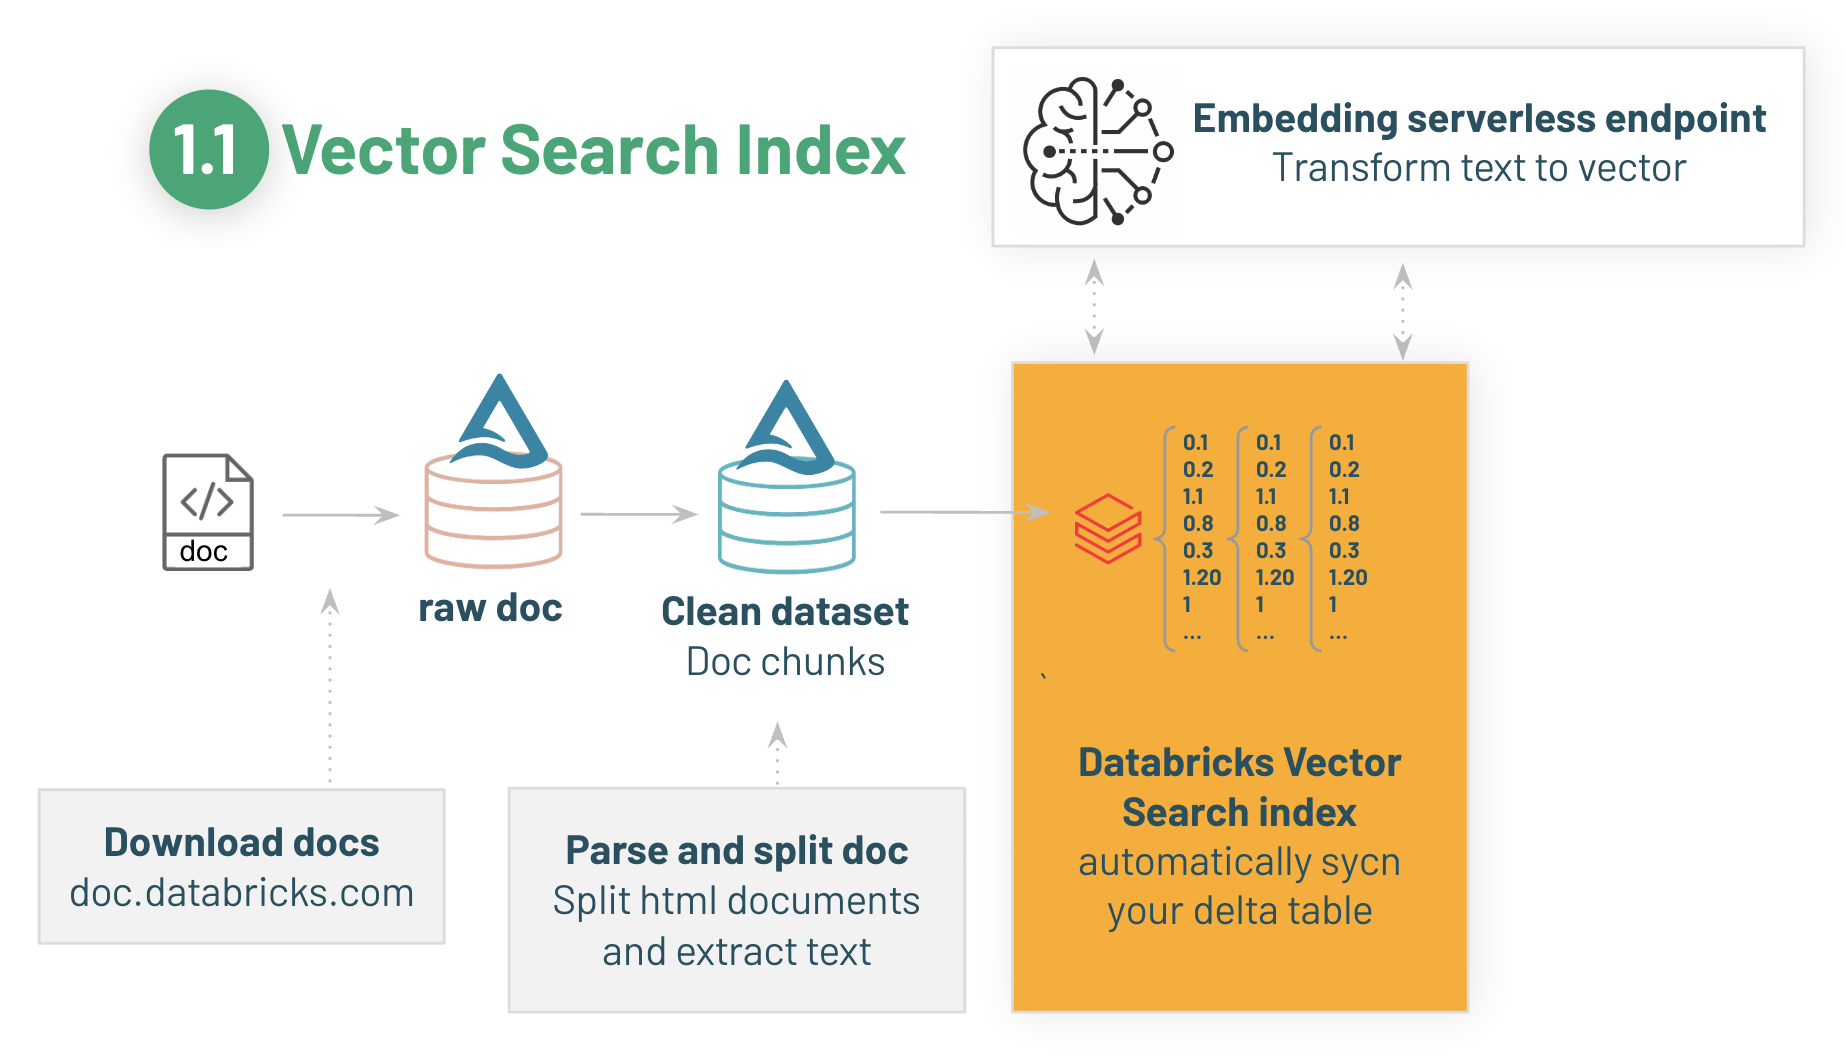 1.1 Vector Search Index
Embedding serverless endpoint
Transform text to vector
doc
raw doc
Clean dataset
Doc chunks
0.1 0.1 0.1
0.2 0.2 0.2
1.1 1.1 1.1
0.8 0.8 0.8
0.3 0.3 0.3
1.20 1.20 1.20
1 1 1
... ... ...
`
Download docs
doc.databricks.com
Parse and split doc
Split html documents
and extract text
Databricks Vector
Search index
automatically sycn
your delta table